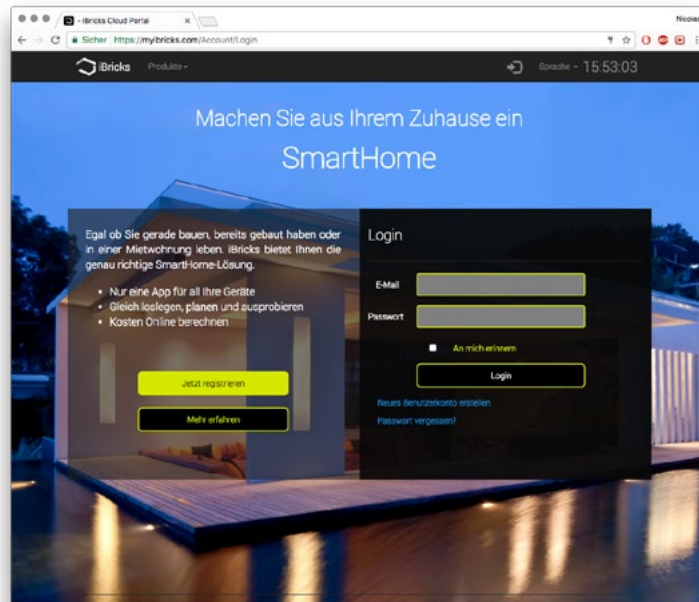 - iBricks Cloud Portal
Nicolas
Sicher https://myibricks.com/Account/Login
iBricks Produkte Sprache 15:53:03
Machen Sie aus Ihrem Zuhause ein
SmartHome
Egal ob Sie gerade bauen, bereits gebaut haben oder
in einer Mietwohnung leben. iBricks bietet Ihnen die
genau richtige SmartHome-Lösung.
• Nur eine App für all Ihre Geräte
• Gleich loslegen, planen und ausprobieren
• Kosten Online berechnen
Jetzt registrieren
Mehr erfahren
Login
E-Mail
Passwort
An mich erinnern
Login
Neues Benutzerkonto erstellen
Passwort vergessen?